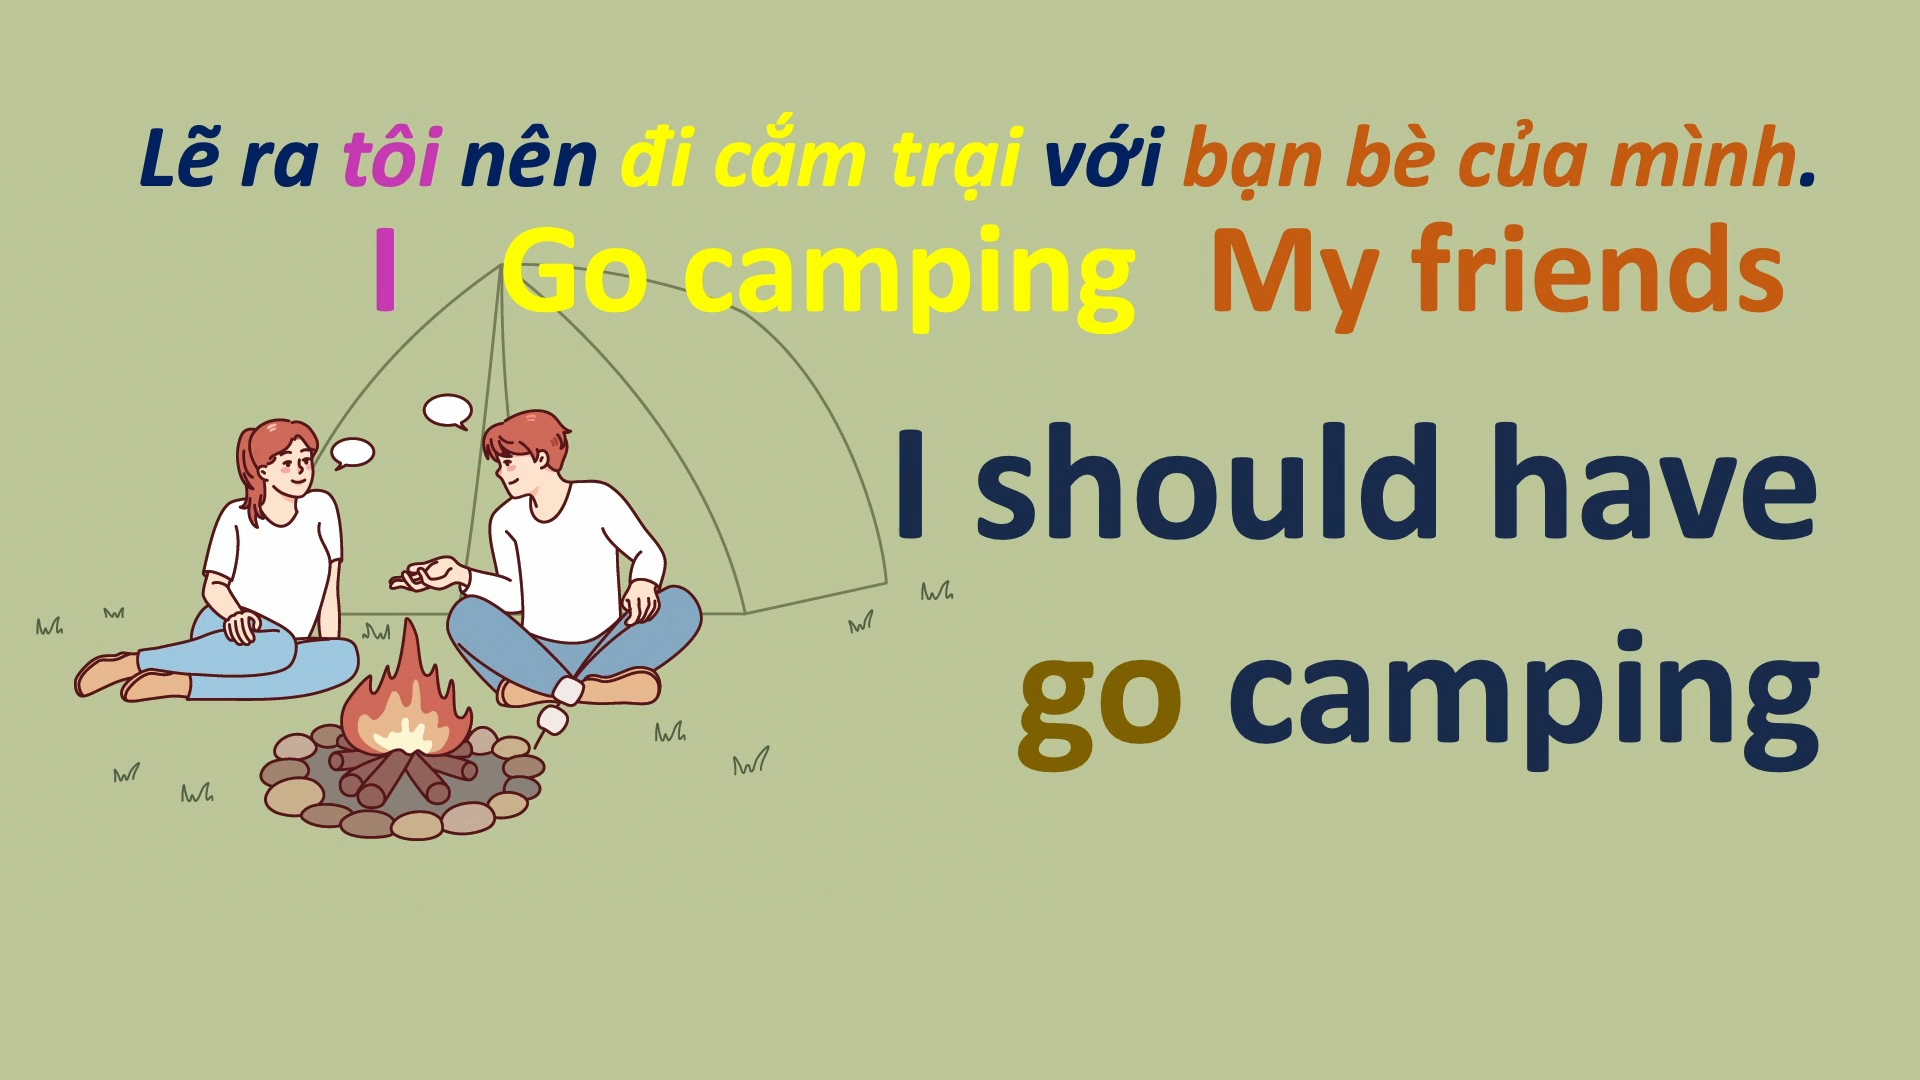 Lẽ ra tôi nên đi cắm trại với bạn bè của mình.
I Go camping My friends
I should have
go camping